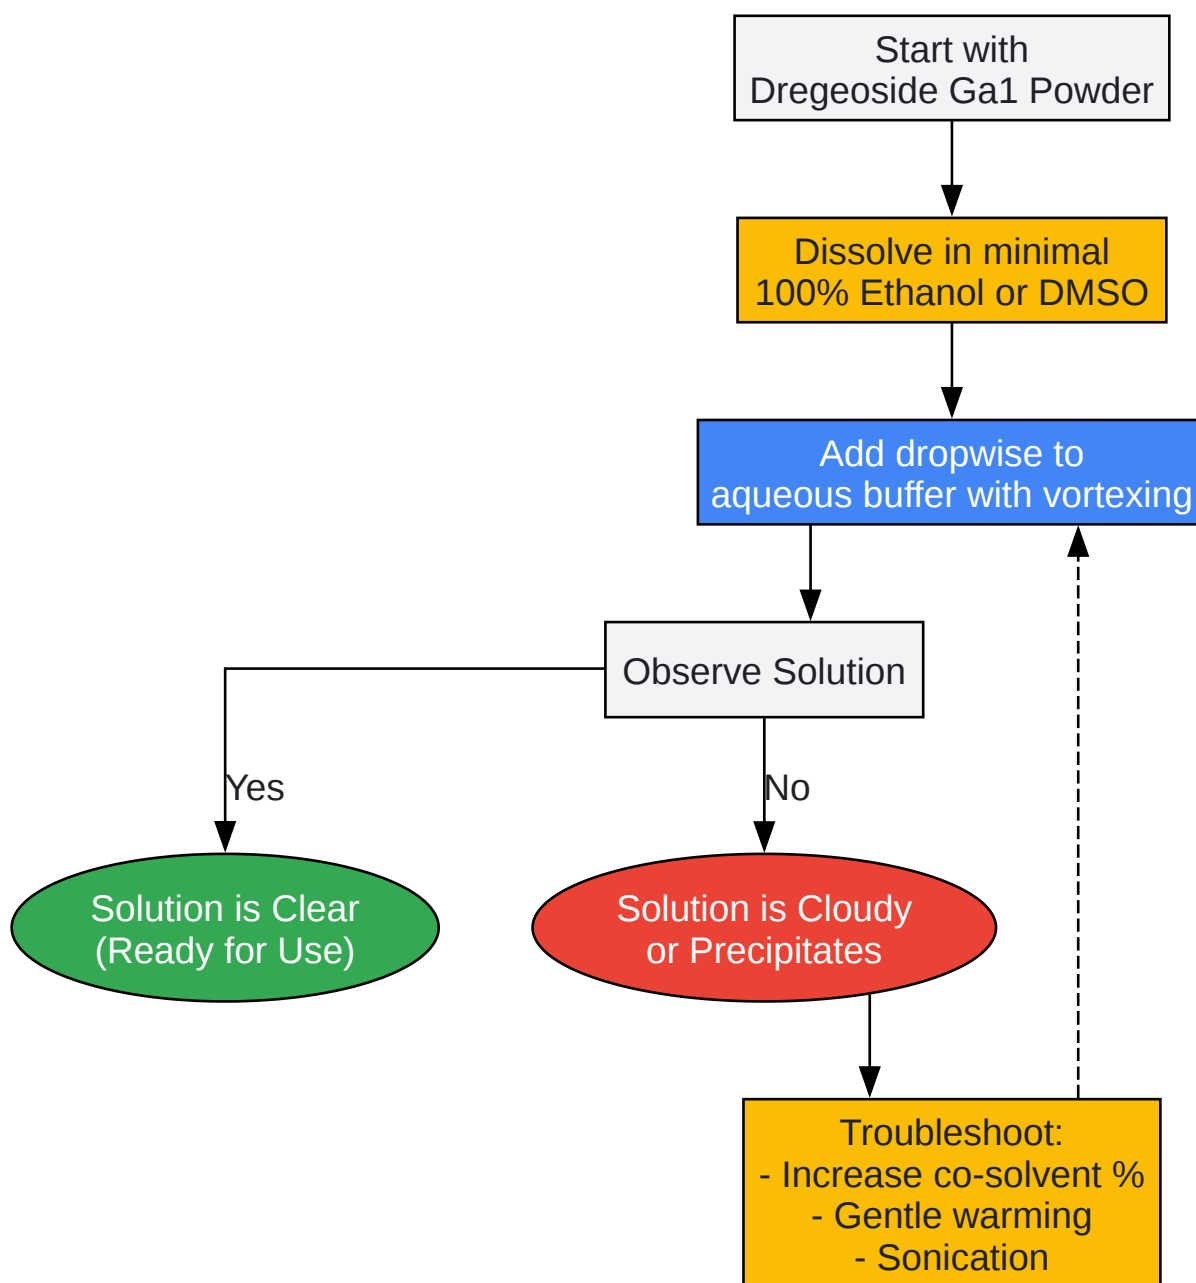 Start with
Dregeoside Ga1 Powder
Dissolve in minimal
100% Ethanol or DMSO
Add dropwise to
aqueous buffer with vortexing
Observe Solution
Yes
No
Solution is Clear
(Ready for Use)
Solution is Cloudy
or Precipitates
Troubleshoot:
- Increase co-solvent %
- Gentle warming
- Sonication